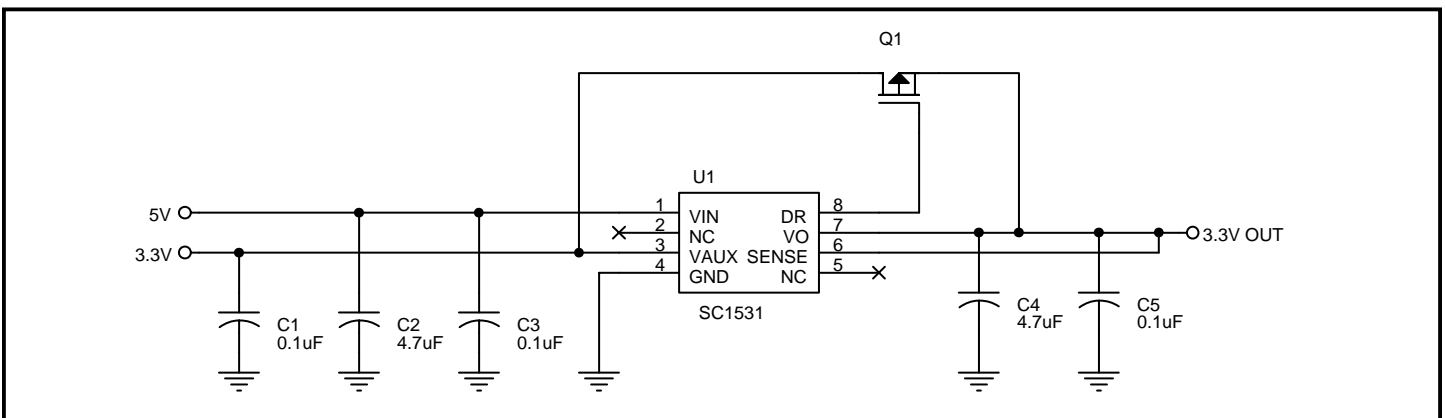 Q1
U1
5V
3.3V
1
2
3
4
VIN
NC
VAUX
GND
DR
VO
SENSE
NC
8
7
6
5
SC1531
3.3V OUT
C1
0.1uF
C2
4.7uF
C3
0.1uF
C4
4.7uF
C5
0.1uF